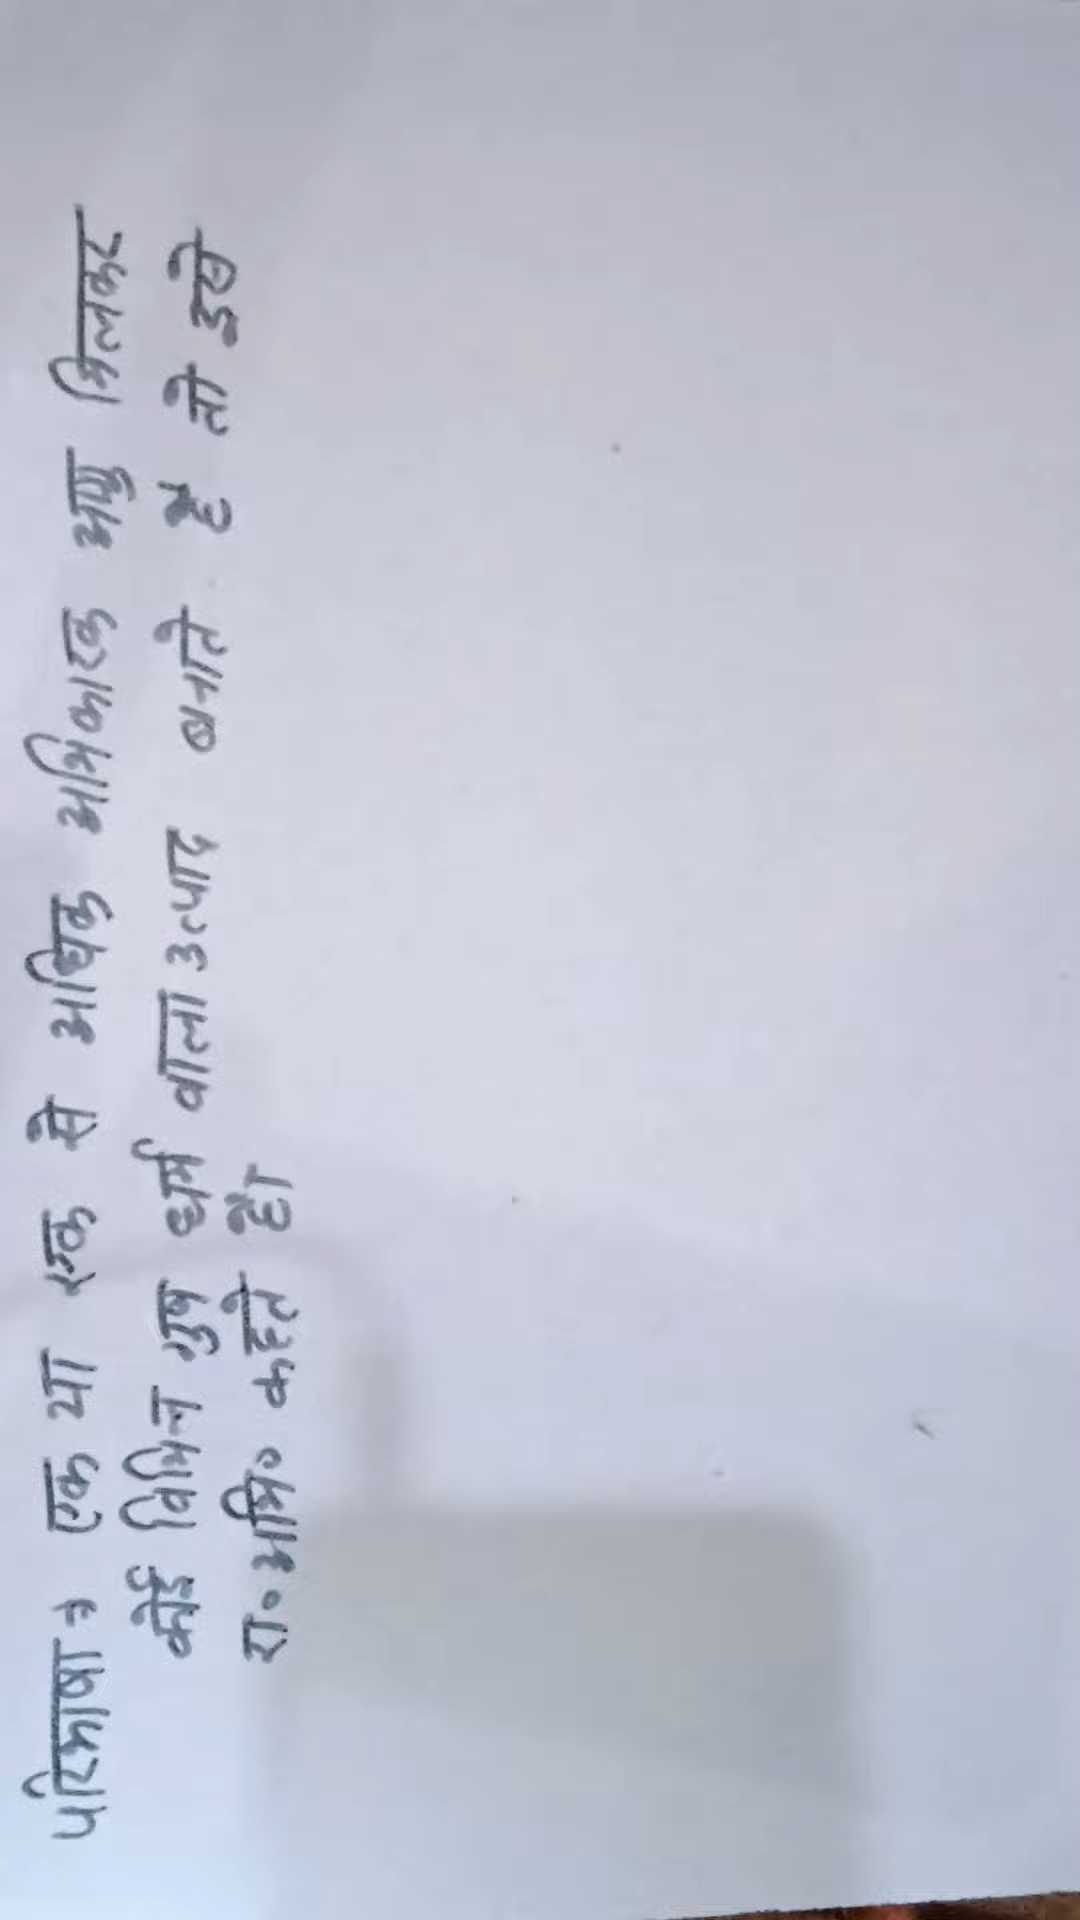 परिभाषा → एक या एक से अधिक अभिकारक अणु मिलकर
कोई विभिन गुण धर्म वाला उत्पाद बनाते है तो उसे
रा० अभि० कहते है।